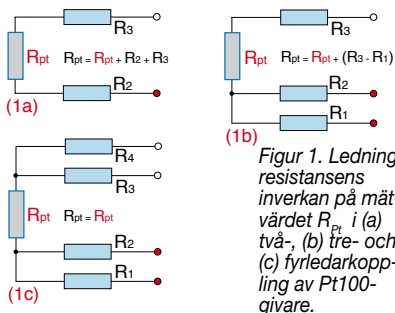 R3
Rpt
Rpt = Rpt + R2 + R3
R2
(1a)
R3
Rpt
Rpt = Rpt + (R3 - R1)
R2
R1
(1b)
R4
R3
Rpt
Rpt = Rpt
R2
R1
(1c)
Figur 1. Lednings-
resistansens
inverkan på mät-
värdet RPt i (a)
två-, (b) tre- och
(c) fyrledarkopp-
ling av Pt100-
givare.